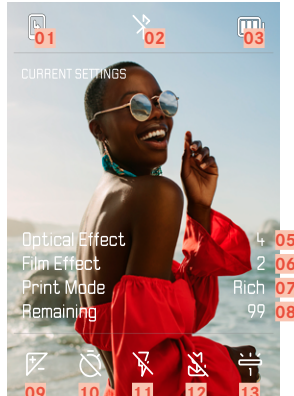 01 02 03
CURRENT SETTINGS
Optical Effect 4 05
Film Effect 2 06
Print Mode Rich 07
Remaining 99 08
09 10 11 12 13